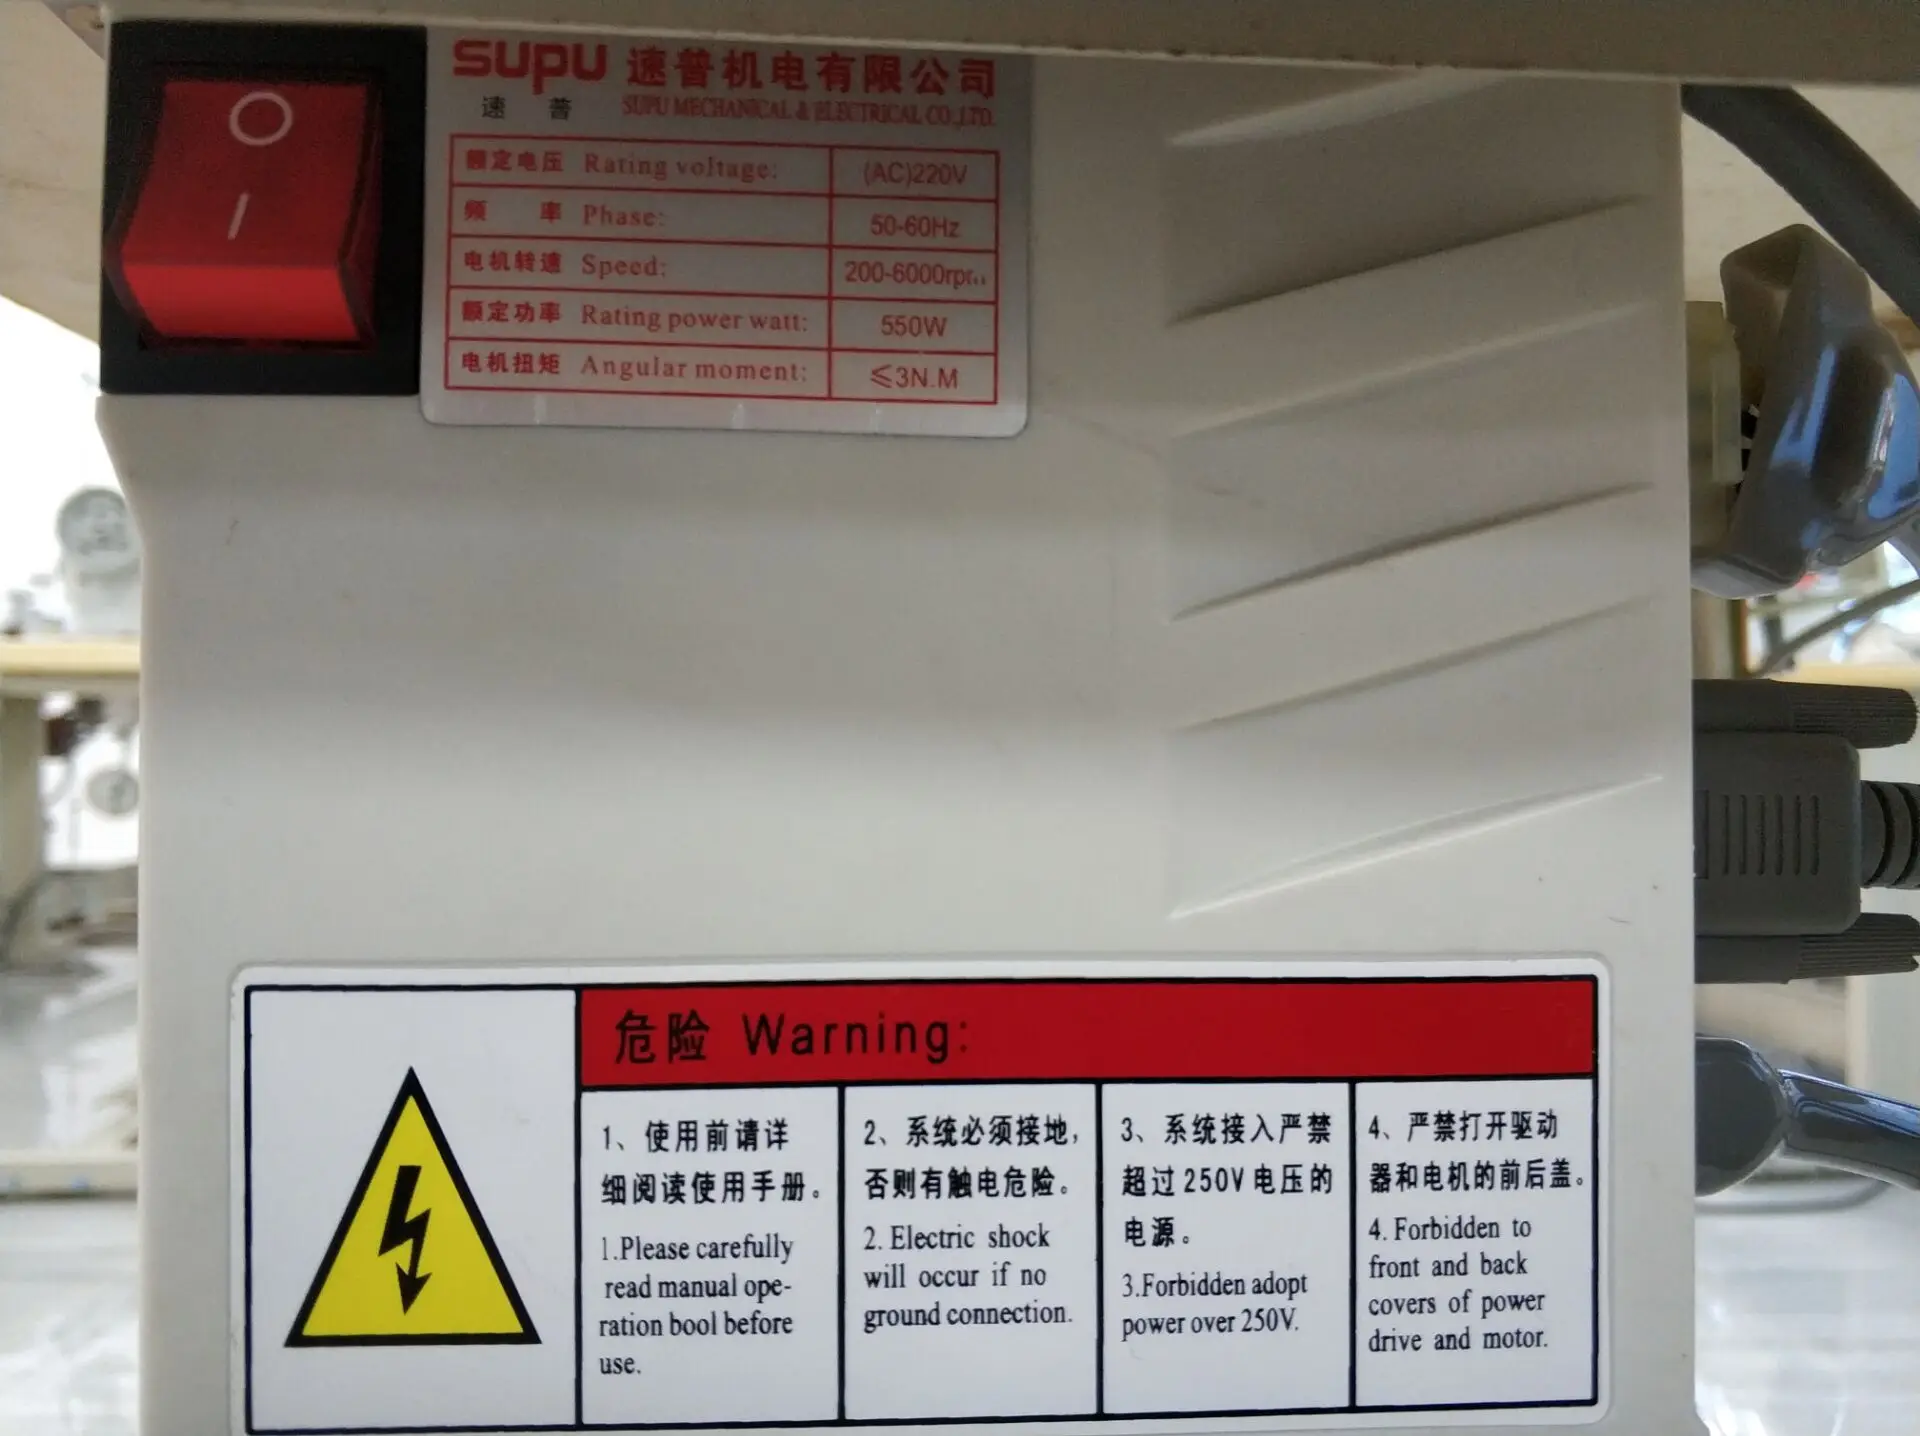 SUPU 速普机电有限公司
速 普 SUPU MECHANICAL & ELECTRICAL CO.,LTD.
额定电压 Rating voltage: (AC)220V
频 率 Phase: 50-60Hz
电机转速 Speed: 200-6000rpm
额定功率 Rating power watt: 550W
电机扭矩 Angular moment: ≤3N.M
危险 Warning:
1、使用前请详
细阅读使用手册。
1.Please carefully
read manual ope-
ration bool before
use.
2、系统必须接地,
否则有触电危险。
2. Electric shock
will occur if no
ground connection.
3、系统接入严禁
超过250V电压的
电源。
3.Forbidden adopt
power over 250V.
4、严禁打开驱动
器和电机的前后盖。
4. Forbidden to
front and back
covers of power
drive and motor.